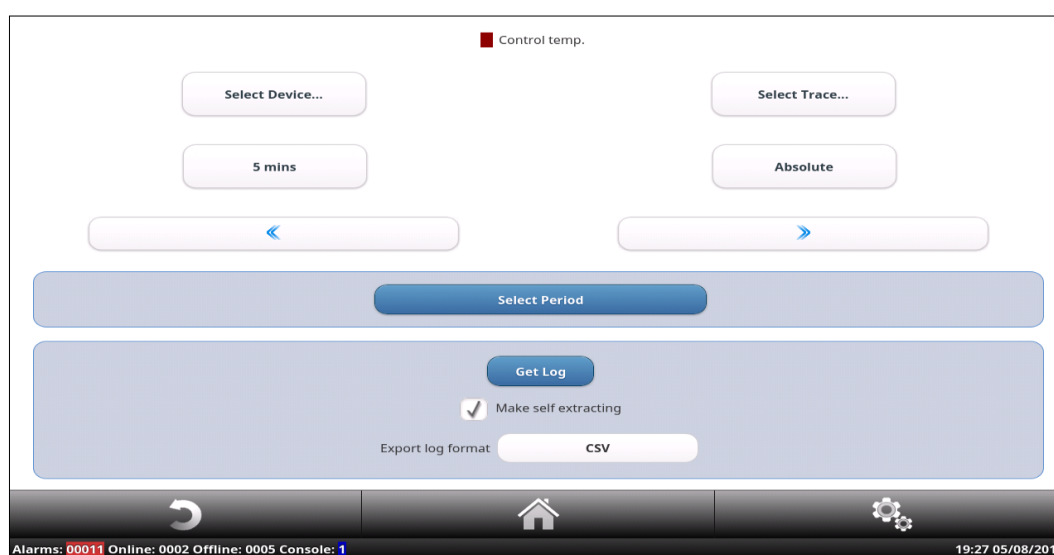 Control temp.
Select Device... Select Trace...
5 mins Absolute
Select Period
Get Log
Make self extracting
Export log format CSV
Alarms: 00011 Online: 0002 Offline: 0005 Console: 1 19:27 05/08/201